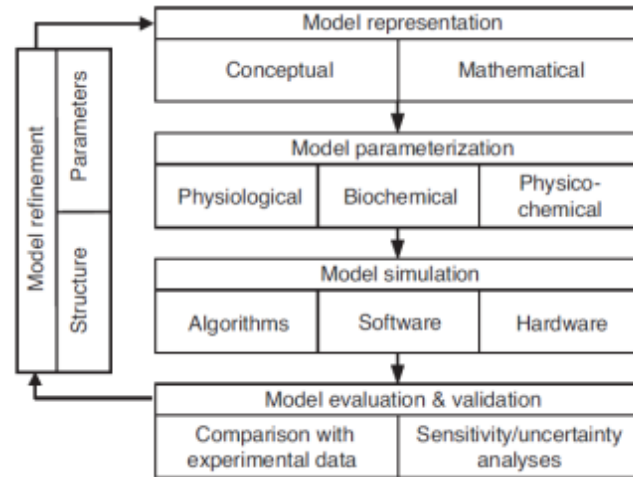 Model representation
Conceptual
Mathematical
Model parameterization
Physiological
Biochemical
Physico-
chemical
Model simulation
Algorithms
Software
Hardware
Model evaluation & validation
Comparison with
experimental data
Sensitivity/uncertainty
analyses
Model refinement
Parameters
Structure